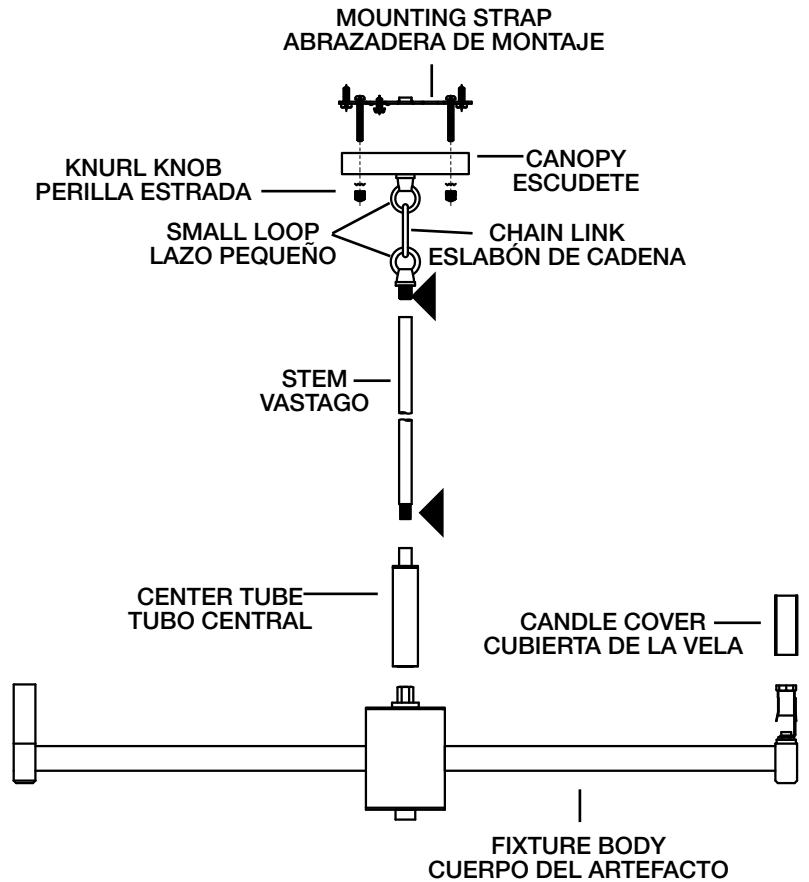 MOUNTING STRAP
ABRAZADERA DE MONTAJE
KNURL KNOB
PERILLA ESTRADA
CANOPY
ESCUDETE
SMALL LOOP
LAZO PEQUEÑO
CHAIN LINK
ESLABÓN DE CADENA
STEM
VASTAGO
CENTER TUBE
TUBO CENTRAL
CANDLE COVER
CUBIERTA DE LA VELA
FIXTURE BODY
CUERPO DEL ARTEFACTO